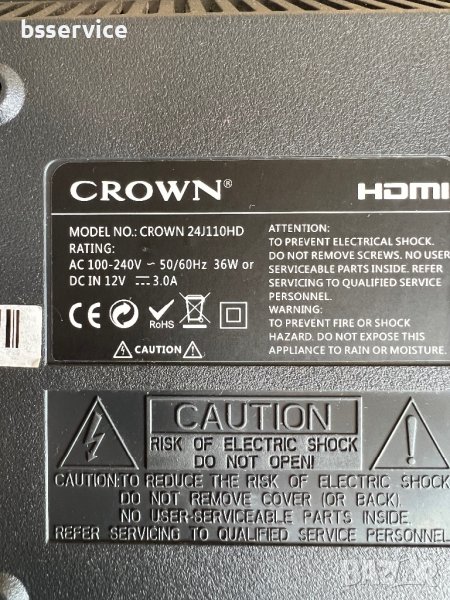 bsservice
CROWN®
HDMI
MODEL NO.: CROWN 24J110HD
RATING:
AC 100-240V ~ 50/60Hz 36W or
DC IN 12V ⎓ 3.0A
CE
RoHS
CAUTION
ATTENTION:
TO PREVENT ELECTRICAL SHOCK.
DO NOT REMOVE SCREWS. NO USER
SERVICEABLE PARTS INSIDE. REFER
SERVICING TO QUALIFIED SERVICE
PERSONNEL.
WARNING:
TO PREVENT FIRE OR SHOCK
HAZARD. DO NOT EXPOSE THIS
APPLIANCE TO RAIN OR MOISTURE.
CAUTION
RISK OF ELECTRIC SHOCK
DO NOT OPEN!
CAUTION:TO REDUCE THE RISK OF ELECTRIC SHOCK
DO NOT REMOVE COVER (OR BACK).
NO USER-SERVICEABLE PARTS INSIDE.
REFER SERVICING TO QUALIFIED SERVICE PERSONNEL
BAZAR